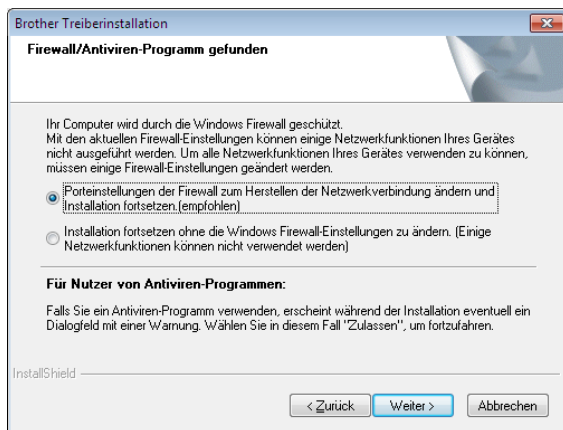 Brother Treiberinstallation
Firewall/Antiviren-Programm gefunden
Ihr Computer wird durch die Windows Firewall geschützt.
Mit den aktuellen Firewall-Einstellungen können einige Netzwerkfunktionen Ihres Gerätes
nicht ausgeführt werden. Um alle Netzwerkfunktionen Ihres Gerätes verwenden zu können,
müssen einige Firewall-Einstellungen geändert werden.
Porteinstellungen der Firewall zum Herstellen der Netzwerkverbindung ändern und
Installation fortsetzen.(empfohlen)
Installation fortsetzen ohne die Windows Firewall-Einstellungen zu ändern. (Einige
Netzwerkfunktionen können nicht verwendet werden)
Für Nutzer von Antiviren-Programmen:
Falls Sie ein Antiviren-Programm verwenden, erscheint während der Installation eventuell ein
Dialogfeld mit einer Warnung. Wählen Sie in diesem Fall "Zulassen", um fortzufahren.
InstallShield
< Zurück Weiter > Abbrechen